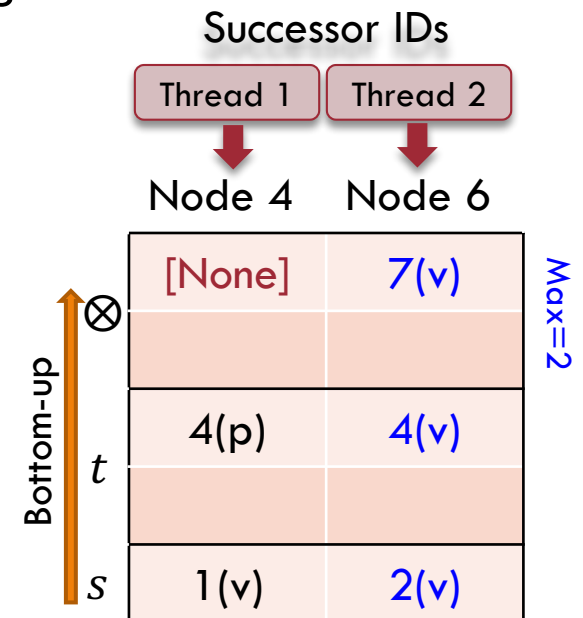 Successor IDs
Thread 1 Thread 2
Node 4 Node 6
[None] 7(v)
⊗
Max=2
4(p) 4(v)
t
Bottom-up
s 1(v) 2(v)